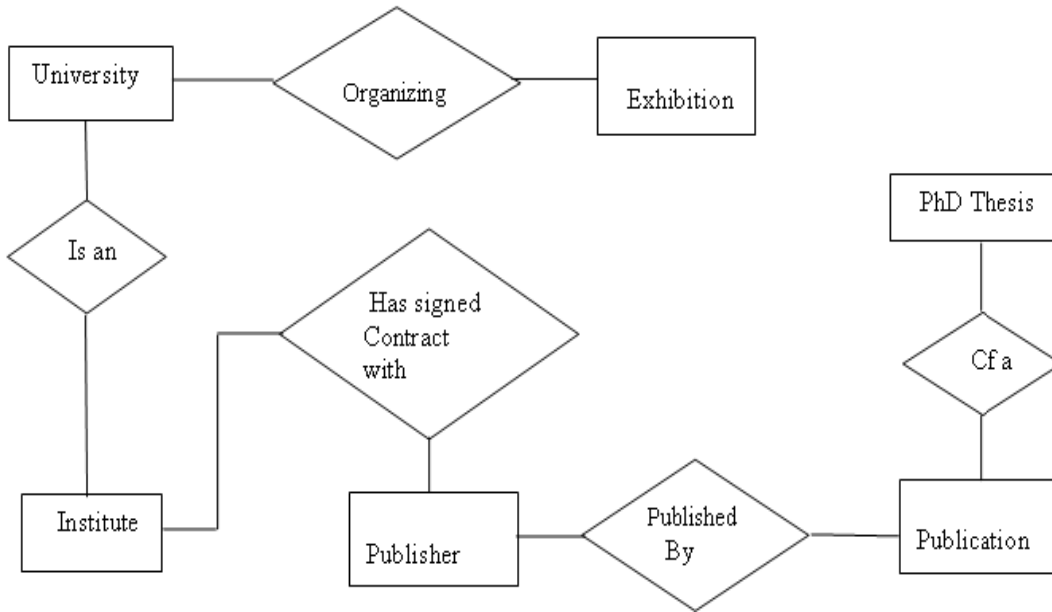 University
Organizing
Exhibition
PhD Thesis
Is an
Has signed
Contract
with
Cf a
Institute
Publisher
Published
By
Publication